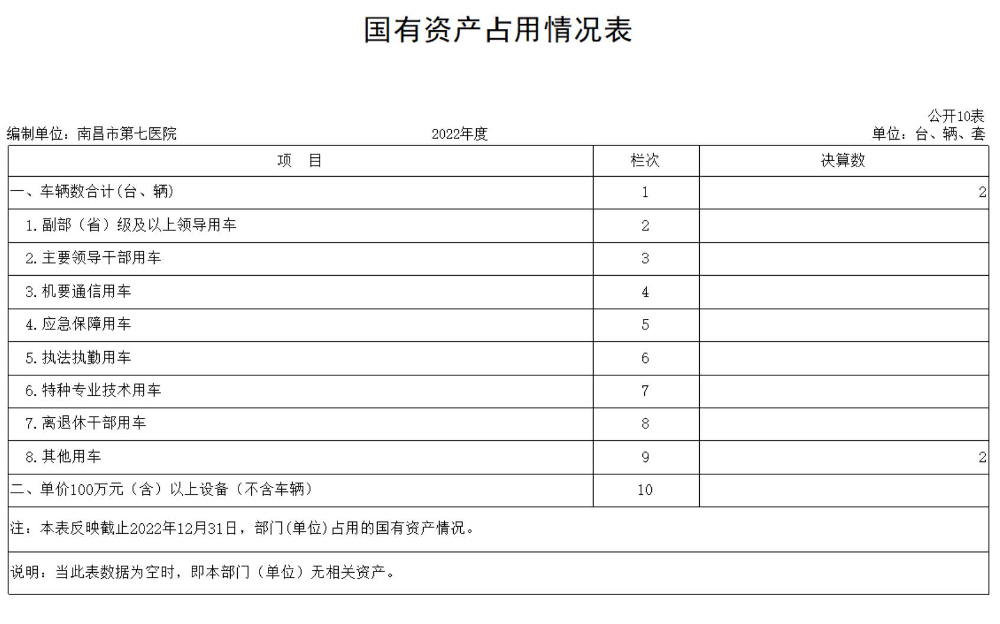 国有资产占用情况表
公开10表
编制单位：南昌市第七医院 2022年度 单位：台、辆、套
项 目 栏次 决算数
一、车辆数合计(台、辆) 1 2
1.副部（省）级及以上领导用车 2
2.主要领导干部用车 3
3.机要通信用车 4
4.应急保障用车 5
5.执法执勤用车 6
6.特种专业技术用车 7
7.离退休干部用车 8
8.其他用车 9 2
二、单价100万元（含）以上设备（不含车辆） 10
注：本表反映截止2022年12月31日，部门(单位)占用的国有资产情况。
说明：当此表数据为空时，即本部门（单位）无相关资产。